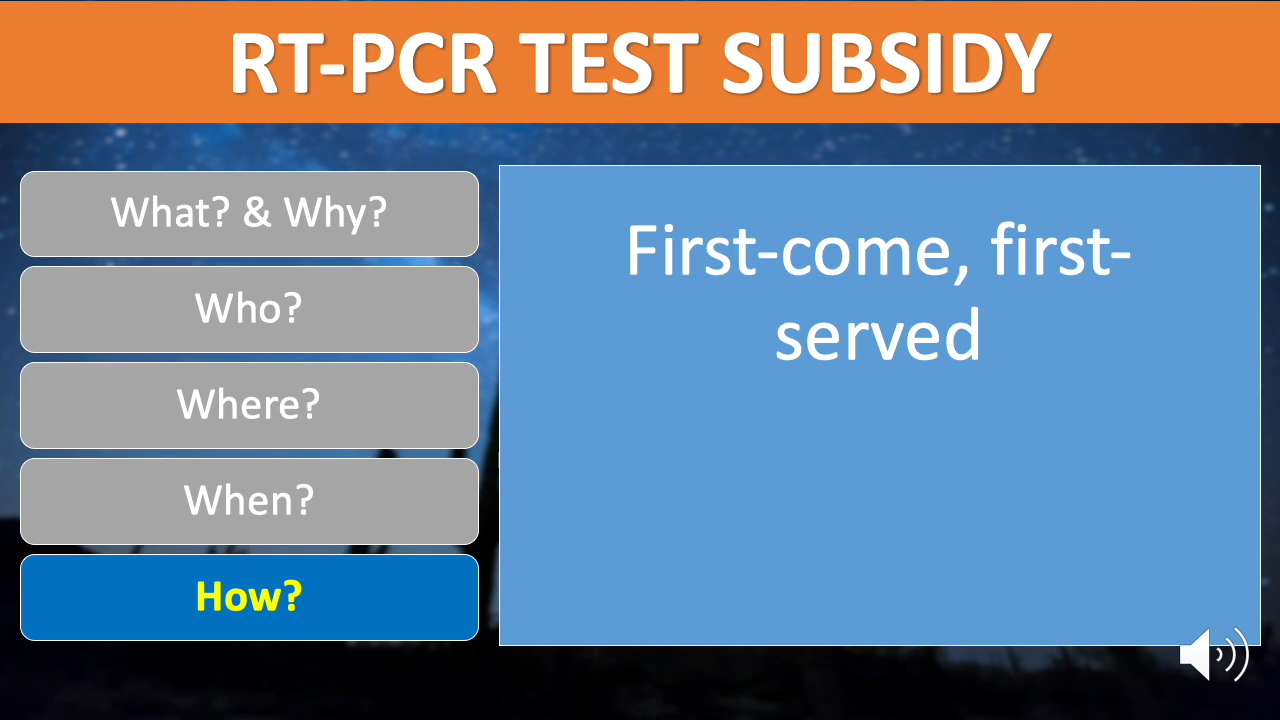 RT-PCR TEST SUBSIDY
What? & Why?
Who?
Where?
When?
How?
First-come, first-
served